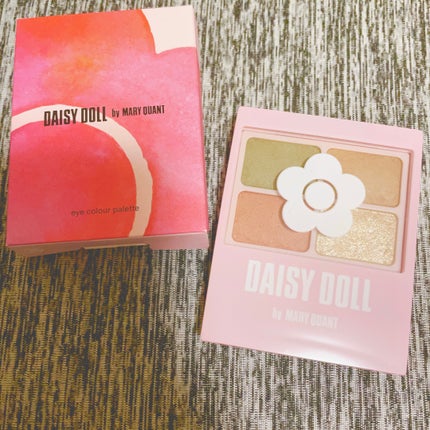 DAISY DOLL by MARY QUANT
eye colour palette
DAISY DOLL
by MARY QUANT